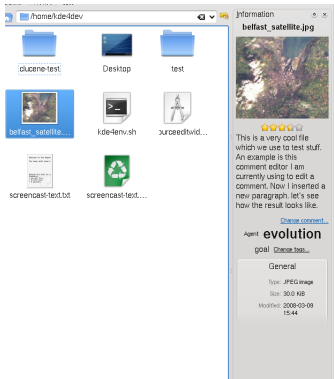 /home/kde4dev
clucene-test
Desktop
test
belfast_satellite....
kde4env.sh
ourceeditwid...
screencast-text.txt
screencast-text....
Information
belfast_satellite.jpg
This is a very cool file
which we use to test stuff.
An example is this
comment editor I am
currently using to edit a
comment. Now I inserted a
new paragraph. let's see
how the result looks like.
Change comment...
Agent evolution
goal Change tags...
General
Type: JPEG image
Size: 30.0 KiB
Modified: 2008-03-09
15:44